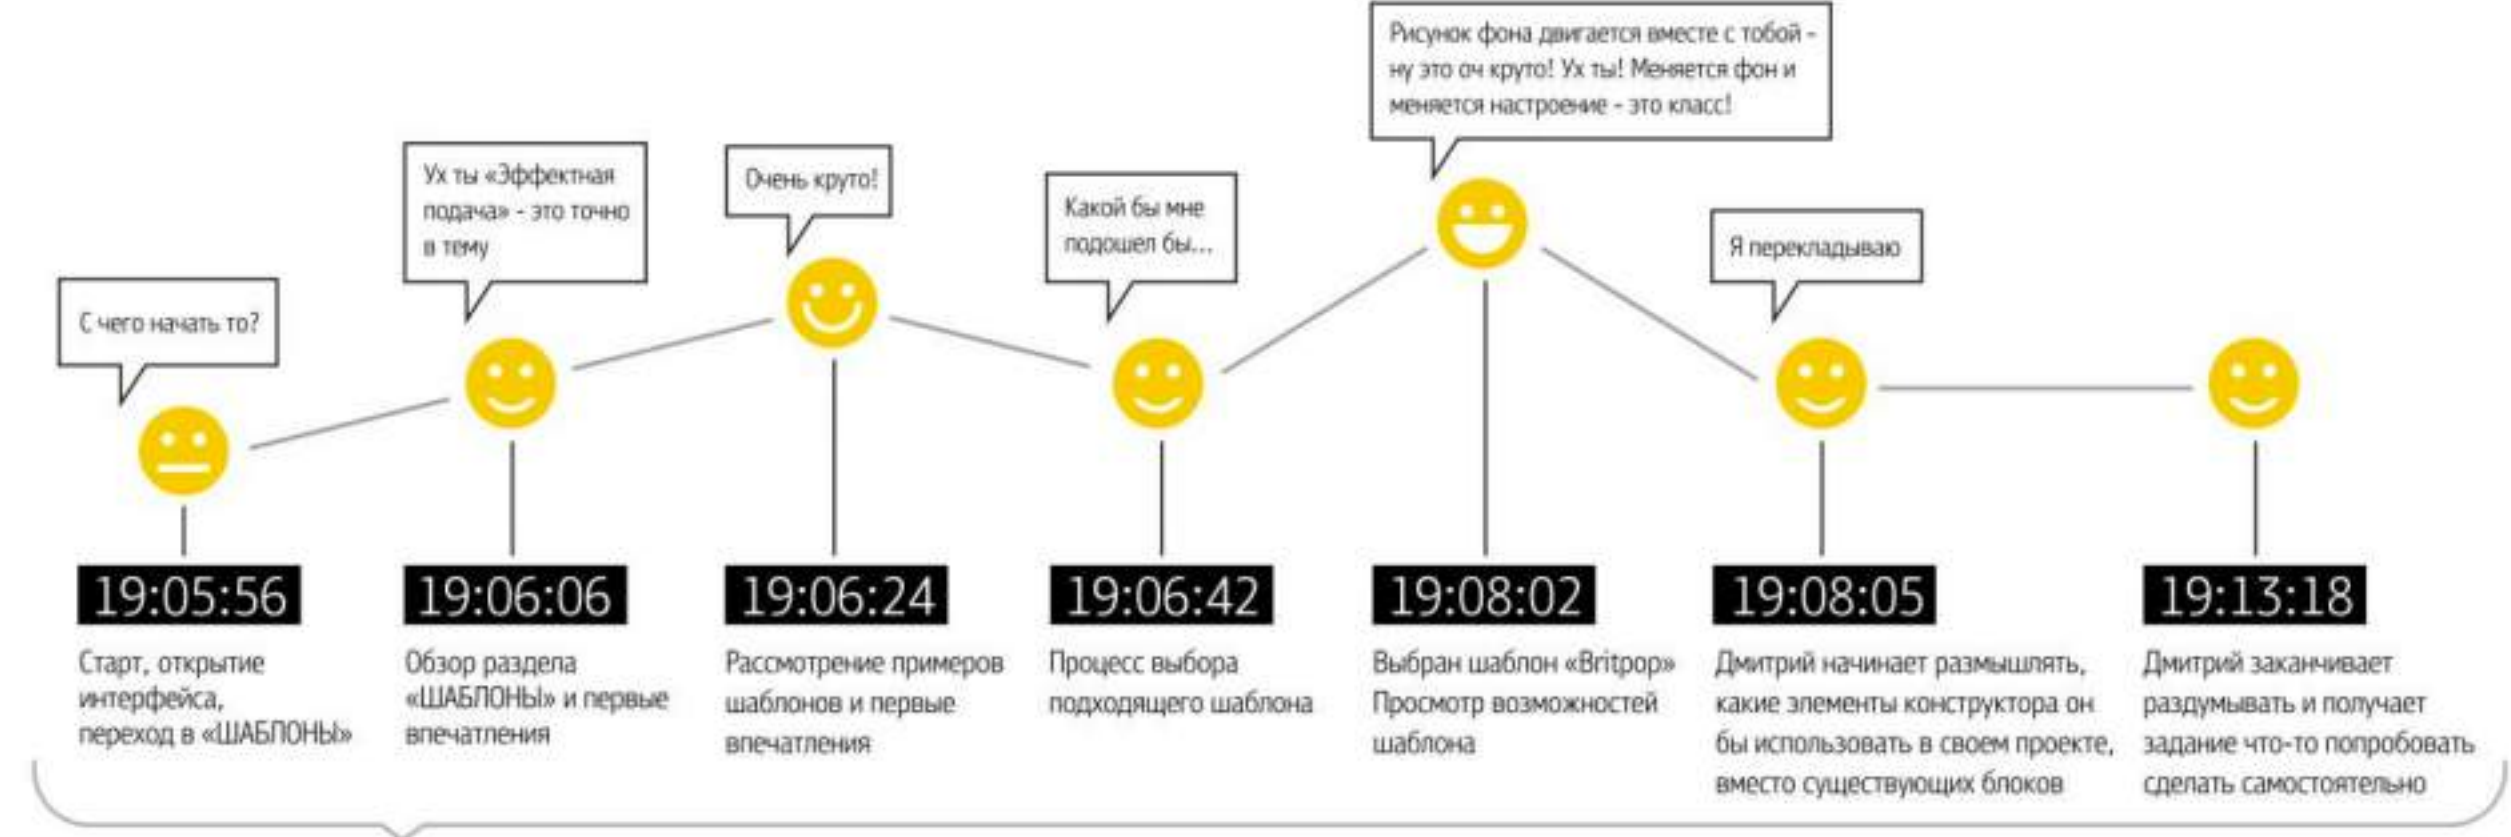 Рисунок фона двигается вместе с тобой -
ну это оч круто! Ух ты! Меняется фон и
меняется настроение - это класс!
Ух ты «Эффектная
подача» - это точно
в тему
Очень круто!
Какой бы мне
подошел бы...
Я перекладываю
С чего начать то?
19:05:56
Старт, открытие
интерфейса,
переход в «ШАБЛОНЫ»
19:06:06
Обзор раздела
«ШАБЛОНЫ» и первые
впечатления
19:06:24
Рассмотрение примеров
шаблонов и первые
впечатления
19:06:42
Процесс выбора
подходящего шаблона
19:08:02
Выбран шаблон «Britpop»
Просмотр возможностей
шаблона
19:08:05
Дмитрий начинает размышлять,
какие элементы конструктора он
бы использовать в своем проекте,
вместо существующих блоков
19:13:18
Дмитрий заканчивает
раздумывать и получает
задание что-то попробовать
сделать самостоятельно